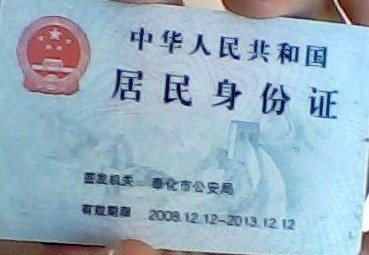 中华人民共和国
居民身份证
签发机关 奉化市公安局
有效期限 2008.12.12-2013.12.12